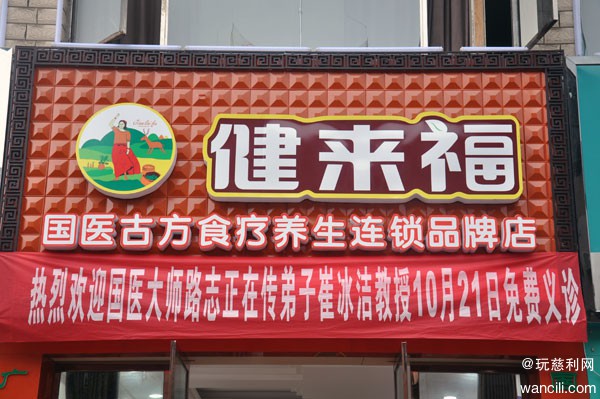 健来福
国医古方食疗养生连锁品牌店
热烈欢迎国医大师路志正在传弟子崔冰洁教授10月21日免费义诊
@玩慈利网
wancili.com